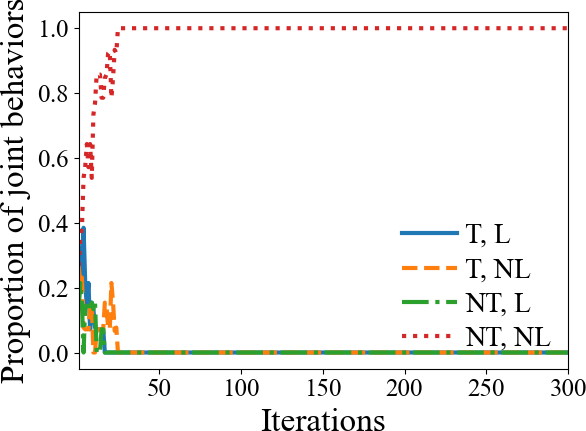 Proportion of joint behaviors
1.0
0.8
0.6
0.4
0.2
0.0
T, L
T, NL
NT, L
NT, NL
50 100 150 200 250 300
Iterations